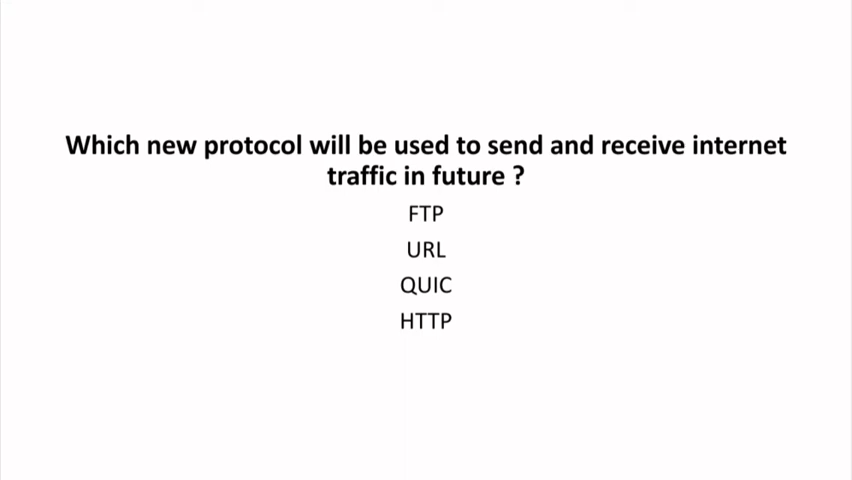 Which new protocol will be used to send and receive internet
traffic in future ?
FTP
URL
QUIC
HTTP